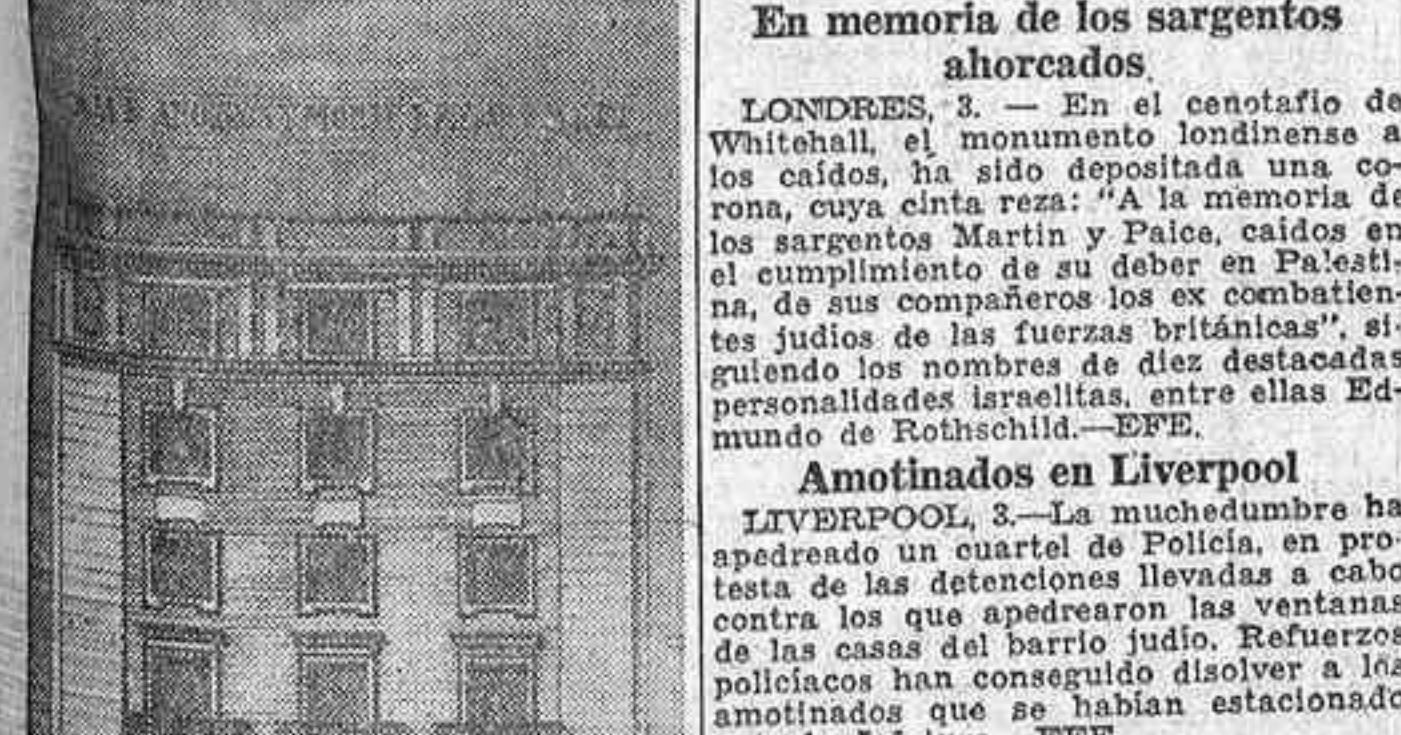 En memoria de los sargentos
ahorcados.
LONDRES, 3. — En el cenotafio de
Whitehall, el monumento londinense a
los caídos, ha sido depositada una co-
rona, cuya cinta reza: "A la memoria de
los sargentos Martin y Paice, caidos en
el cumplimiento de su deber en Palesti-
na, de sus compañeros los ex combatien-
tes judios de las fuerzas británicas", si-
guiendo los nombres de diez destacadas
personalidades israelitas, entre ellas Ed-
mundo de Rothschild.—EFE.
Amotinados en Liverpool
LIVERPOOL, 3.—La muchedumbre ha
apedreado un cuartel de Policía, en pro-
testa de las detenciones llevadas a cabo
contra los que apedrearon las ventanas
de las casas del barrio judío. Refuerzos
policíacos han conseguido disolver a los
amotinados que se habían estacionado
EFE